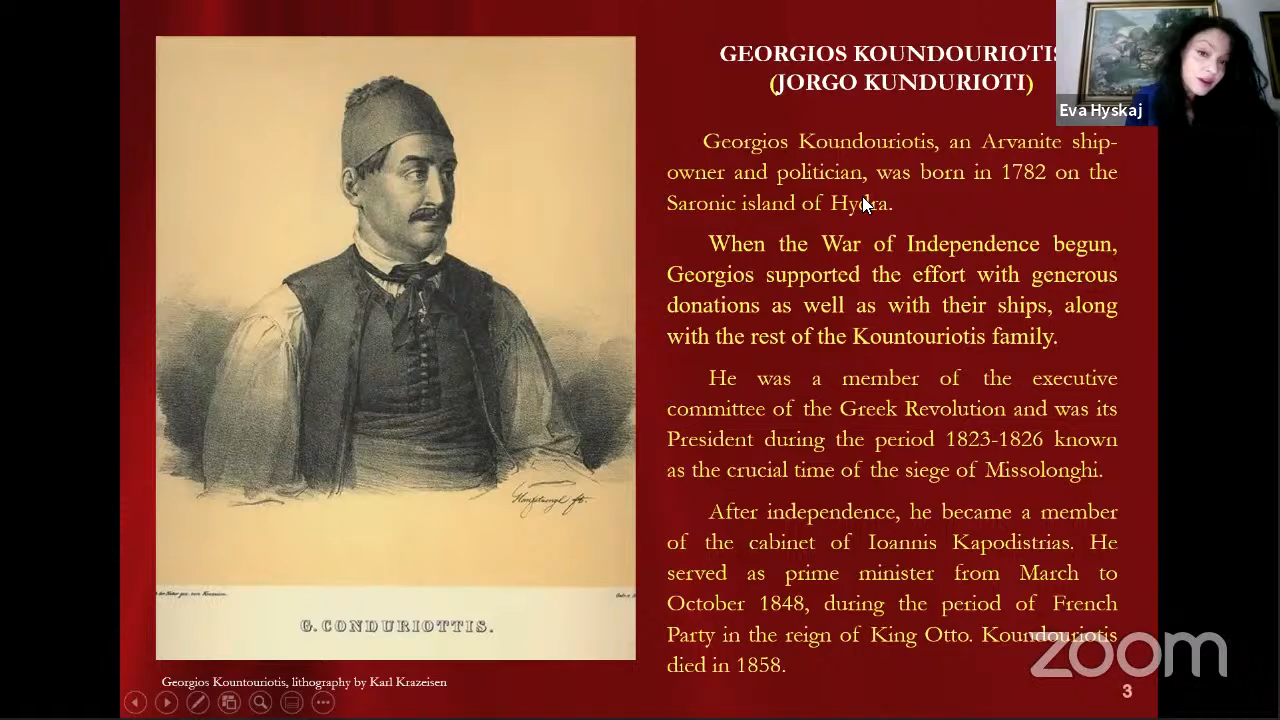 GEORGIOS KOUNDOURIOTIS
(JORGO KUNDURIOTI)
Eva Hyskaj
Georgios Koundouriotis, an Arvanite ship-
owner and politician, was born in 1782 on the
Saronic island of Hydra.
When the War of Independence begun,
Georgios supported the effort with generous
donations as well as with their ships, along
with the rest of the Kountouriotis family.
He was a member of the executive
committee of the Greek Revolution and was its
President during the period 1823-1826 known
as the crucial time of the siege of Missolonghi.
After independence, he became a member
of the cabinet of Ioannis Kapodistrias. He
served as prime minister from March to
October 1848, during the period of French
Party in the reign of King Otto. Koundouriotis
died in 1858.
G. CONDURIOTTIS.
Georgios Kountouriotis, lithography by Karl Krazeisen
zoom
3